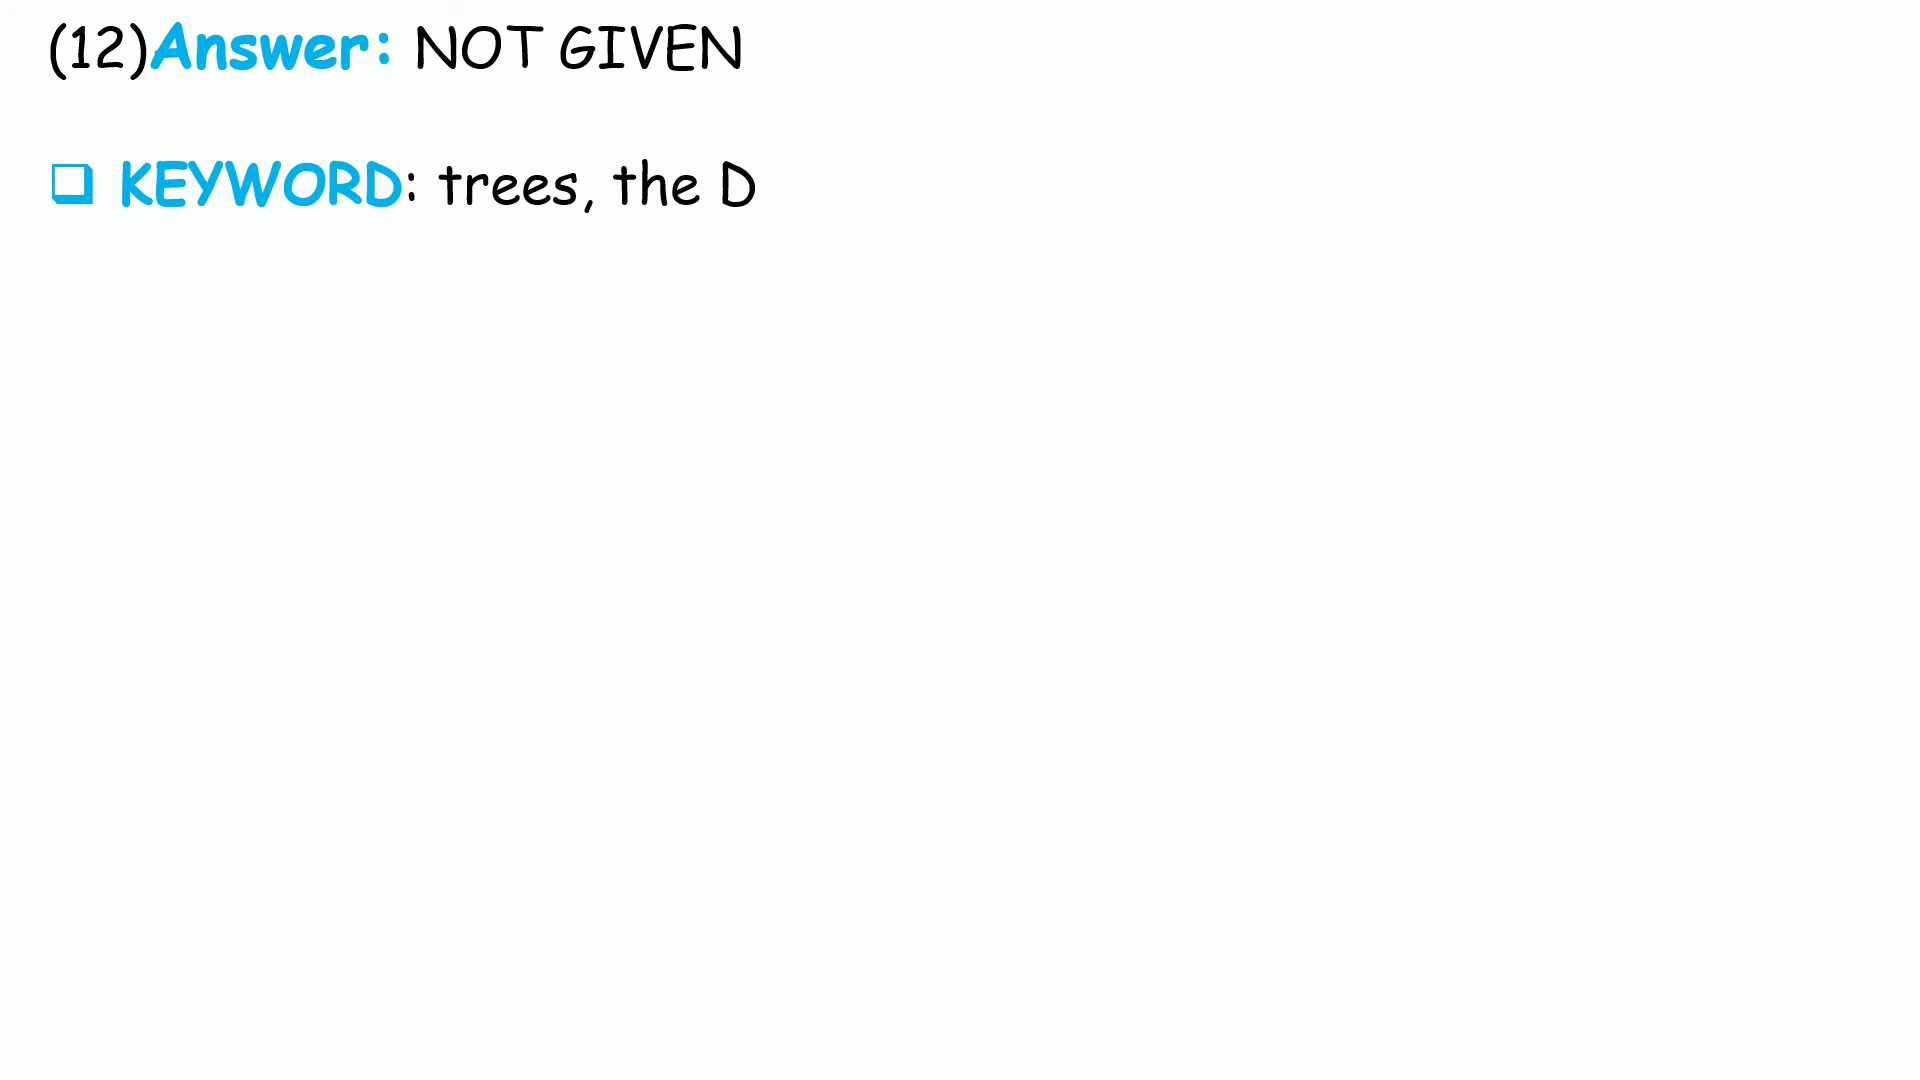 (12)Answer: NOT GIVEN
❑ KEYWORD: trees, the D